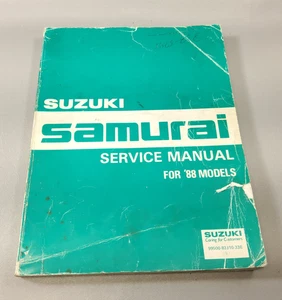 SUZUKI
samurai
SERVICE MANUAL
FOR '88 MODELS
SUZUKI
Caring for Customers